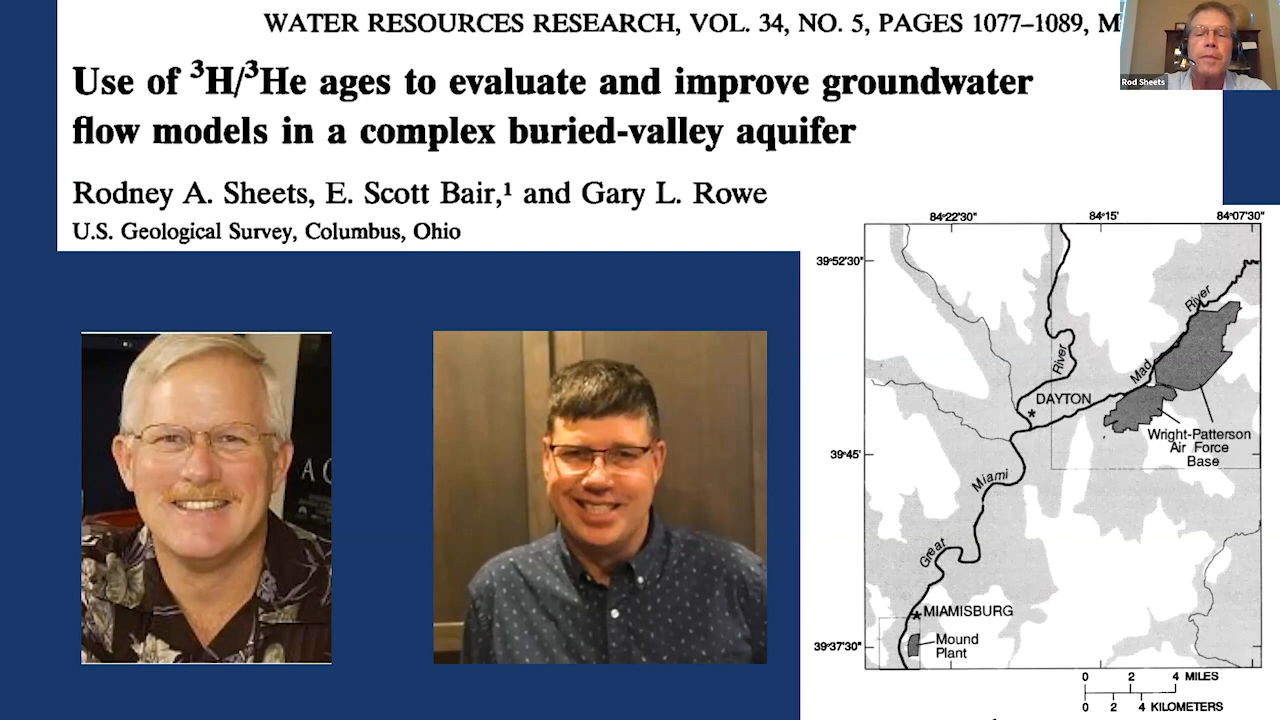 WATER RESOURCES RESEARCH, VOL. 34, NO. 5, PAGES 1077–1089, M
Rod Sheets
Use of ³H/³He ages to evaluate and improve groundwater
flow models in a complex buried-valley aquifer
Rodney A. Sheets, E. Scott Bair,¹ and Gary L. Rowe
U.S. Geological Survey, Columbus, Ohio
84°22'30" 84°15' 84°07'30"
39°52'30"
River
River
Mad
DAYTON
Wright-Patterson
Air Force
Base
39°45'
Miami
Great
MIAMISBURG
Mound
Plant
39°37'30"
0 2 4 MILES
0 2 4 KILOMETERS